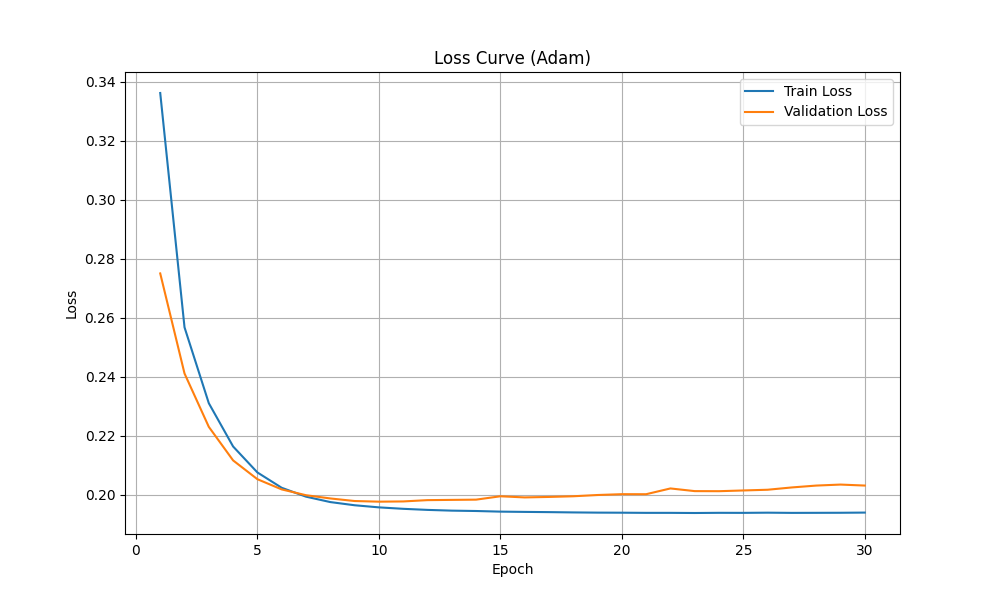 Loss Curve (Adam)
Train Loss
Validation Loss
0.34
0.32
0.30
0.28
0.26
0.24
0.22
0.20
Loss
0 5 10 15 20 25 30
Epoch